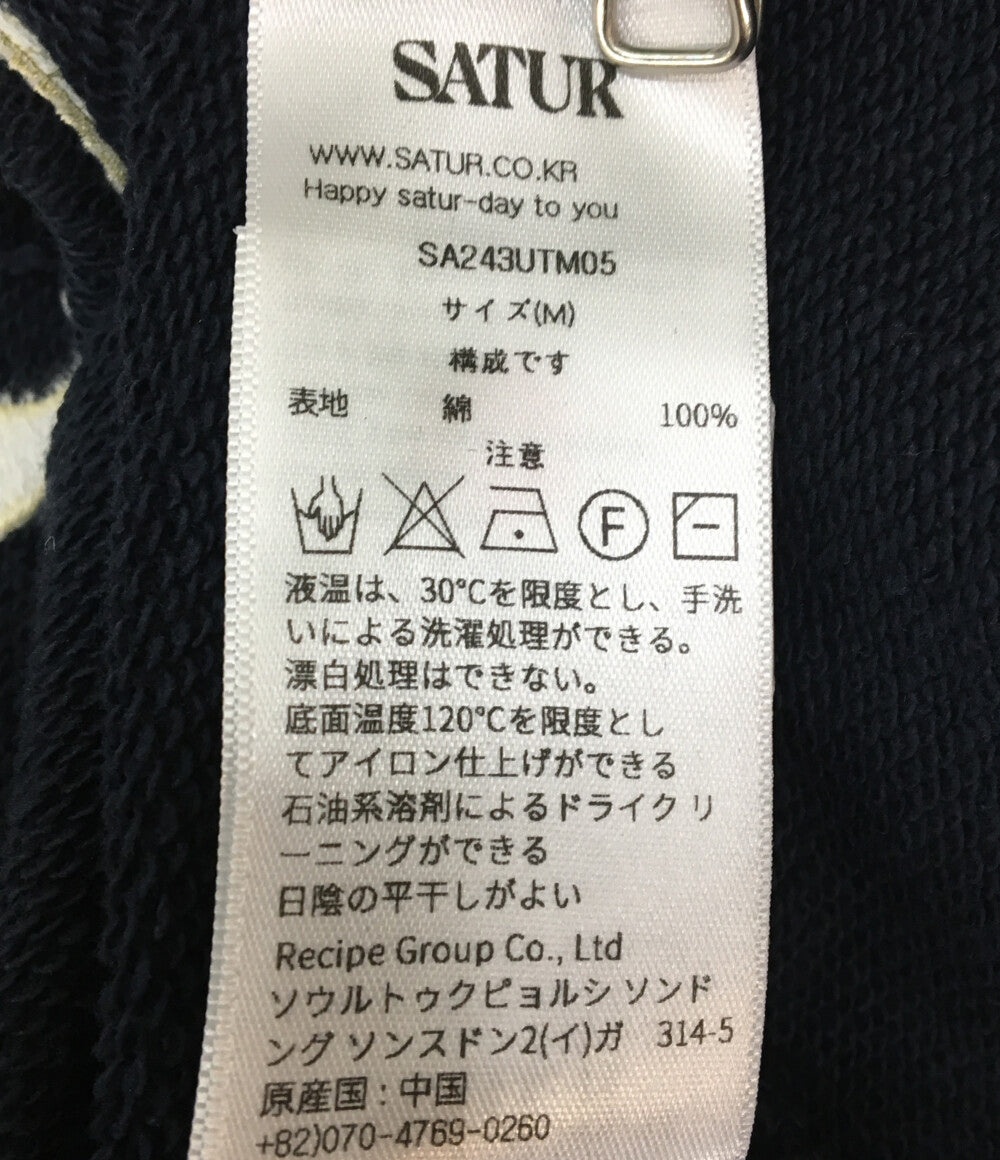 SATUR
WWW.SATUR.CO.KR
Happy satur-day to you
SA243UTM05
サイズ(M)
構成です
表地 綿 100%
注意
F
液温は、30℃を限度とし、手洗
いによる洗濯処理ができる。
漂白処理はできない。
底面温度120℃を限度とし
てアイロン仕上げができる
石油系溶剤によるドライクリ
ーニングができる
日陰の平干しがよい
Recipe Group Co., Ltd
ソウルトゥクピョルシ ソンド
ング ソンスドン2(イ)ガ 314-5
原産国 : 中国
+82)070-4769-0260